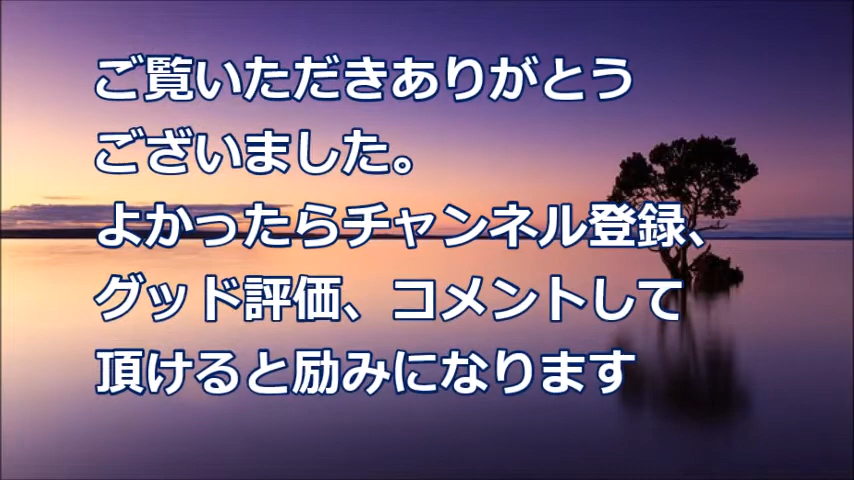 ご覧いただきありがとう
ございました。
よかったらチャンネル登録、
グッド評価、コメントして
頂けると励みになります